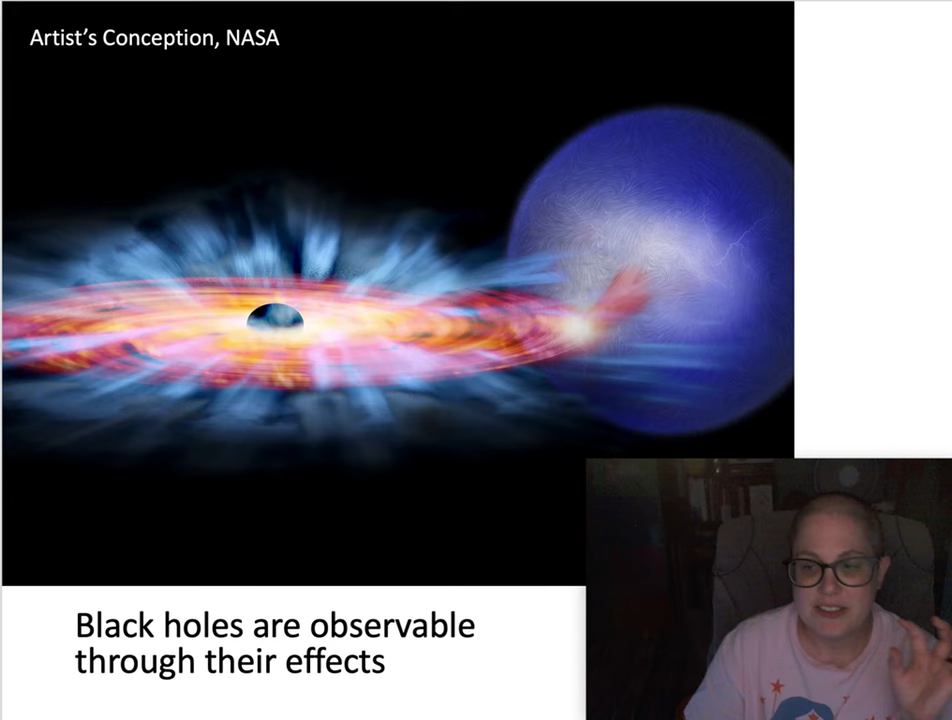 Artist’s Conception, NASA
Black holes are observable
through their effects